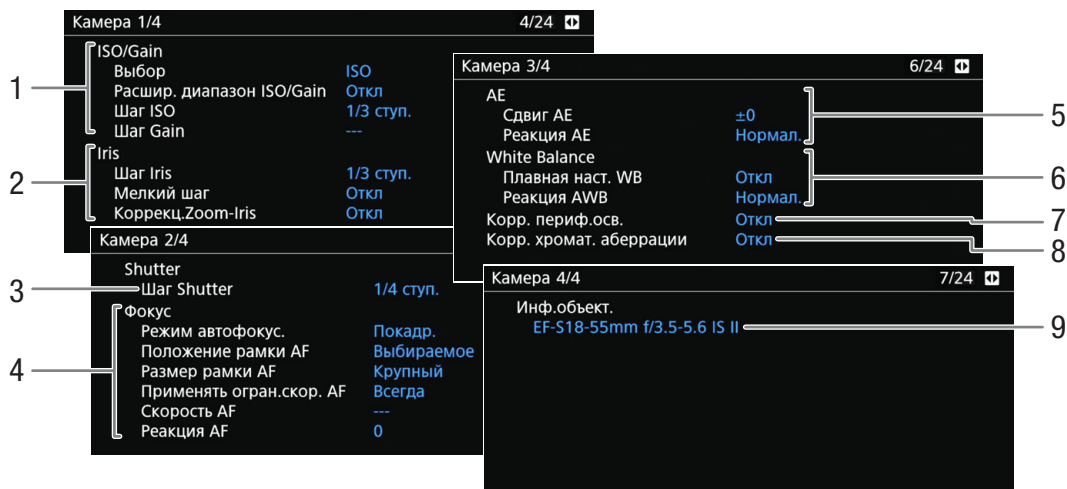 Камера 1/4 4/24
1
ISO/Gain
Выбор ISO
Расшир. диапазон ISO/Gain Откл
Шаг ISO 1/3 ступ.
Шаг Gain ---
2
Iris
Шаг Iris 1/3 ступ.
Мелкий шаг Откл
Коррекц.Zoom-Iris Откл
Камера 2/4
Shutter
3
Шаг Shutter 1/4 ступ.
4
Фокус
Режим автофокус. Покадр.
Положение рамки AF Выбираемое
Размер рамки AF Крупный
Применять огран.скор. AF Всегда
Скорость AF ---
Реакция AF 0
Камера 3/4 6/24
AE
Сдвиг AE ±0
Реакция AE Нормал.
5
White Balance
Плавная наст. WB Откл
Реакция AWB Нормал.
6
Корр. периф.осв. Откл
7
Корр. хромат. аберрации Откл
8
Камера 4/4 7/24
Инф.объект.
EF-S18-55mm f/3.5-5.6 IS II
9